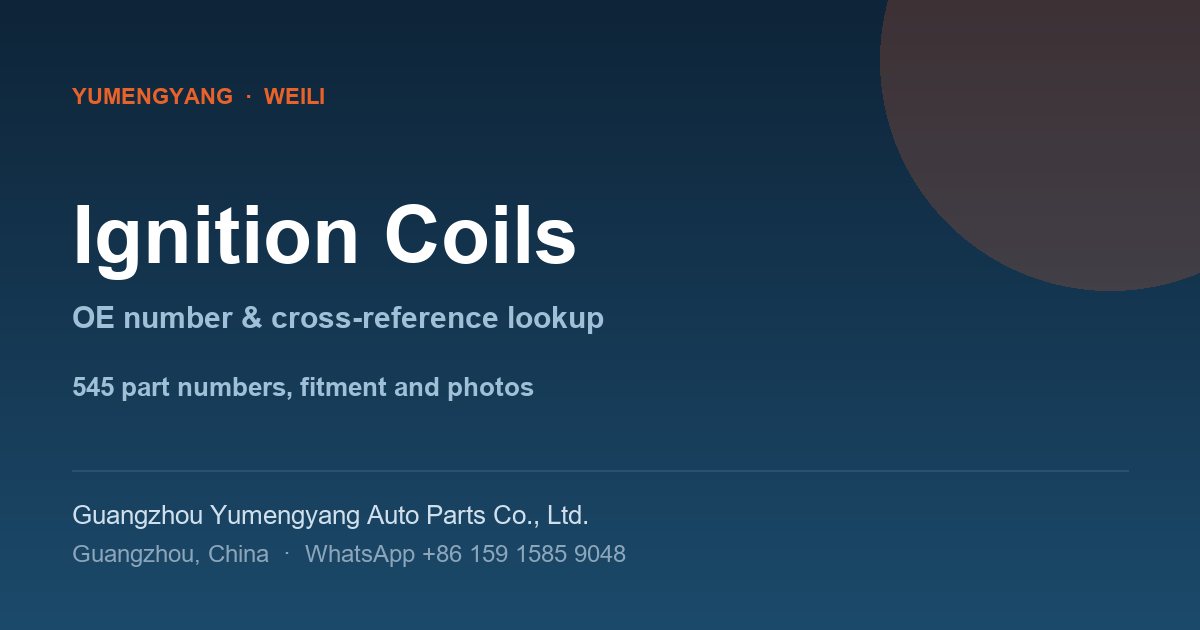 YUMENGYANG · WEILI
Ignition Coils
OE number & cross-reference lookup
545 part numbers, fitment and photos
Guangzhou Yumengyang Auto Parts Co., Ltd.
Guangzhou, China · WhatsApp +86 159 1585 9048